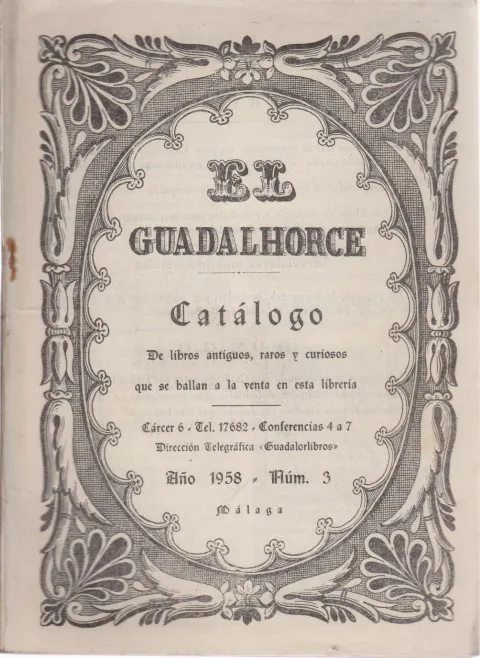 EL
GUADALHORCE
Catálogo
De libros antiguos, raros y curiosos
que se hallan a la venta en esta librería
Cárcer 6 - Tel. 17682 - Conferencias 4 a 7
Dirección Telegráfica «Guadalorlibros»
Año 1958 - Núm. 3
Málaga